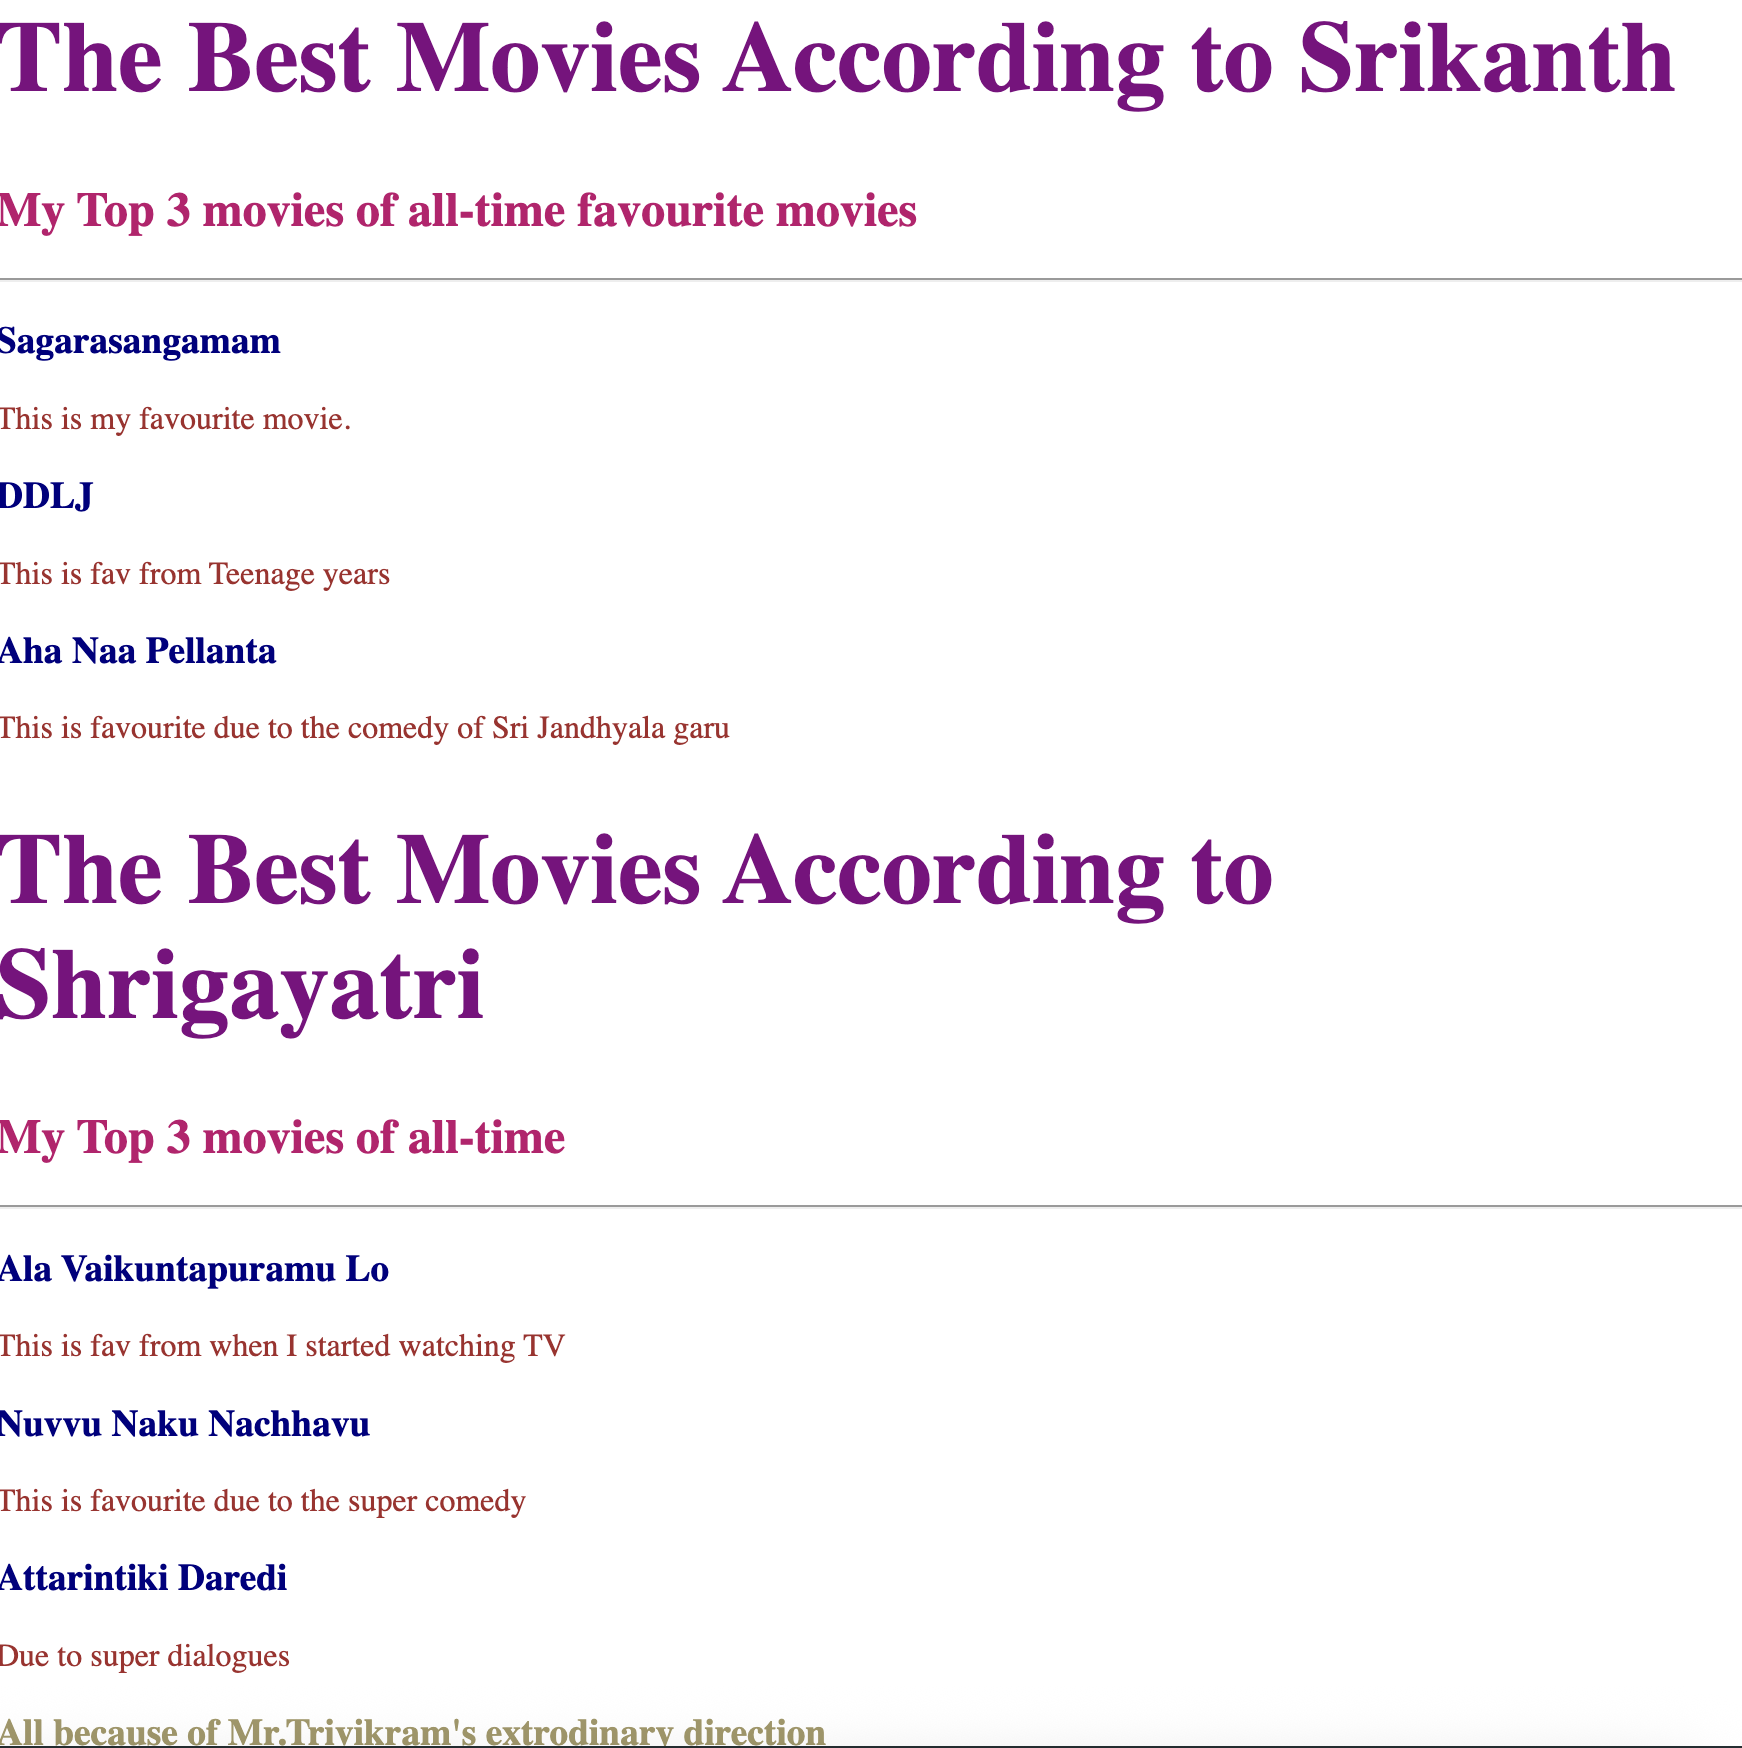 The Best Movies According to Srikanth
My Top 3 movies of all-time favourite movies
Sagarasangamam
This is my favourite movie.
DDLJ
This is fav from Teenage years
Aha Naa Pellanta
This is favourite due to the comedy of Sri Jandhyala garu
The Best Movies According to
Shrigayatri
My Top 3 movies of all-time
Ala Vaikuntapuramu Lo
This is fav from when I started watching TV
Nuvvu Naku Nachhavu
This is favourite due to the super comedy
Attarintiki Daredi
Due to super dialogues
All because of Mr.Trivikram's extrodinary direction